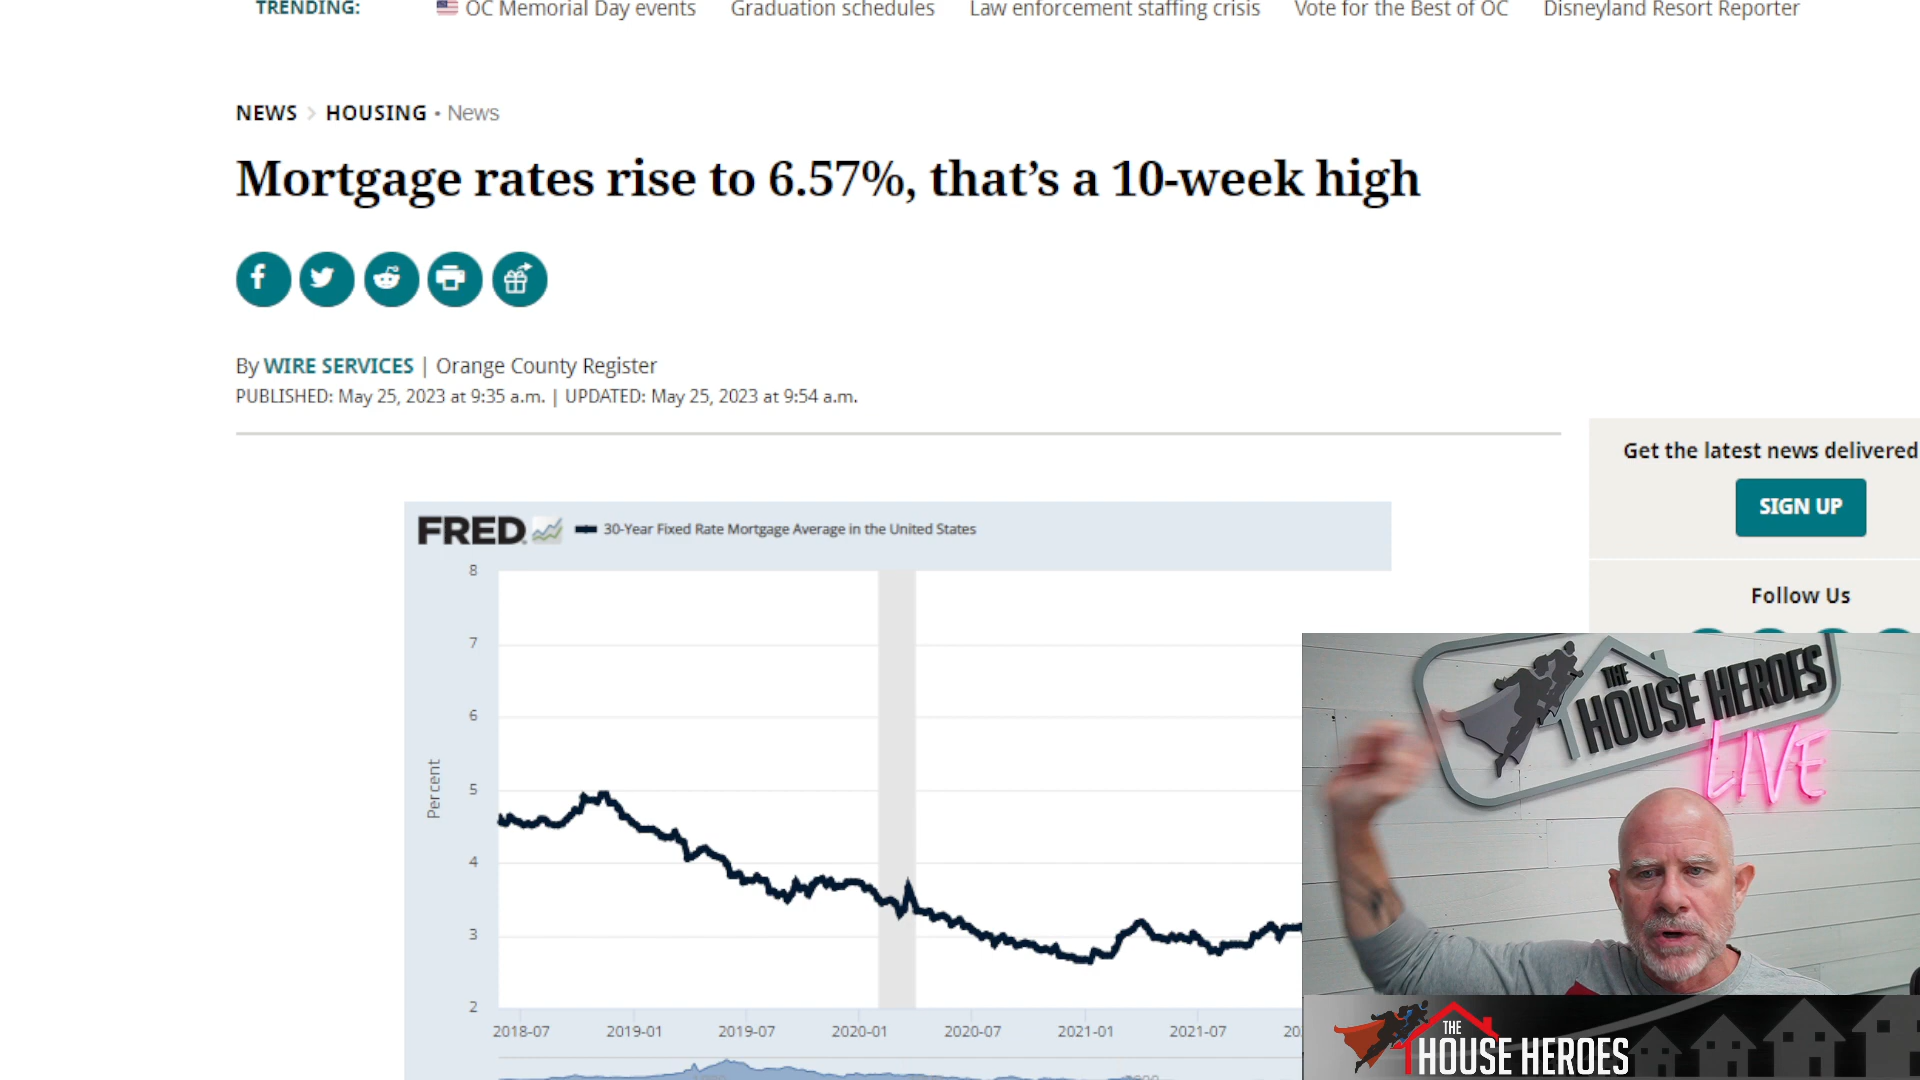 TRENDING: OC Memorial Day events Graduation schedules Law enforcement staffing crisis Vote for the Best of OC Disneyland Resort Reporter
NEWS > HOUSING • News
Mortgage rates rise to 6.57%, that's a 10-week high
By WIRE SERVICES | Orange County Register
PUBLISHED: May 25, 2023 at 9:35 a.m. | UPDATED: May 25, 2023 at 9:54 a.m.
Get the latest news delivered
SIGN UP
Follow Us
FRED 30-Year Fixed Rate Mortgage Average in the United States
8
7
6
5
4
3
2
Percent
2018-07 2019-01 2019-07 2020-01 2020-07 2021-01 2021-07 20
THE
HOUSE HEROES
LIVE
THE
HOUSE HEROES